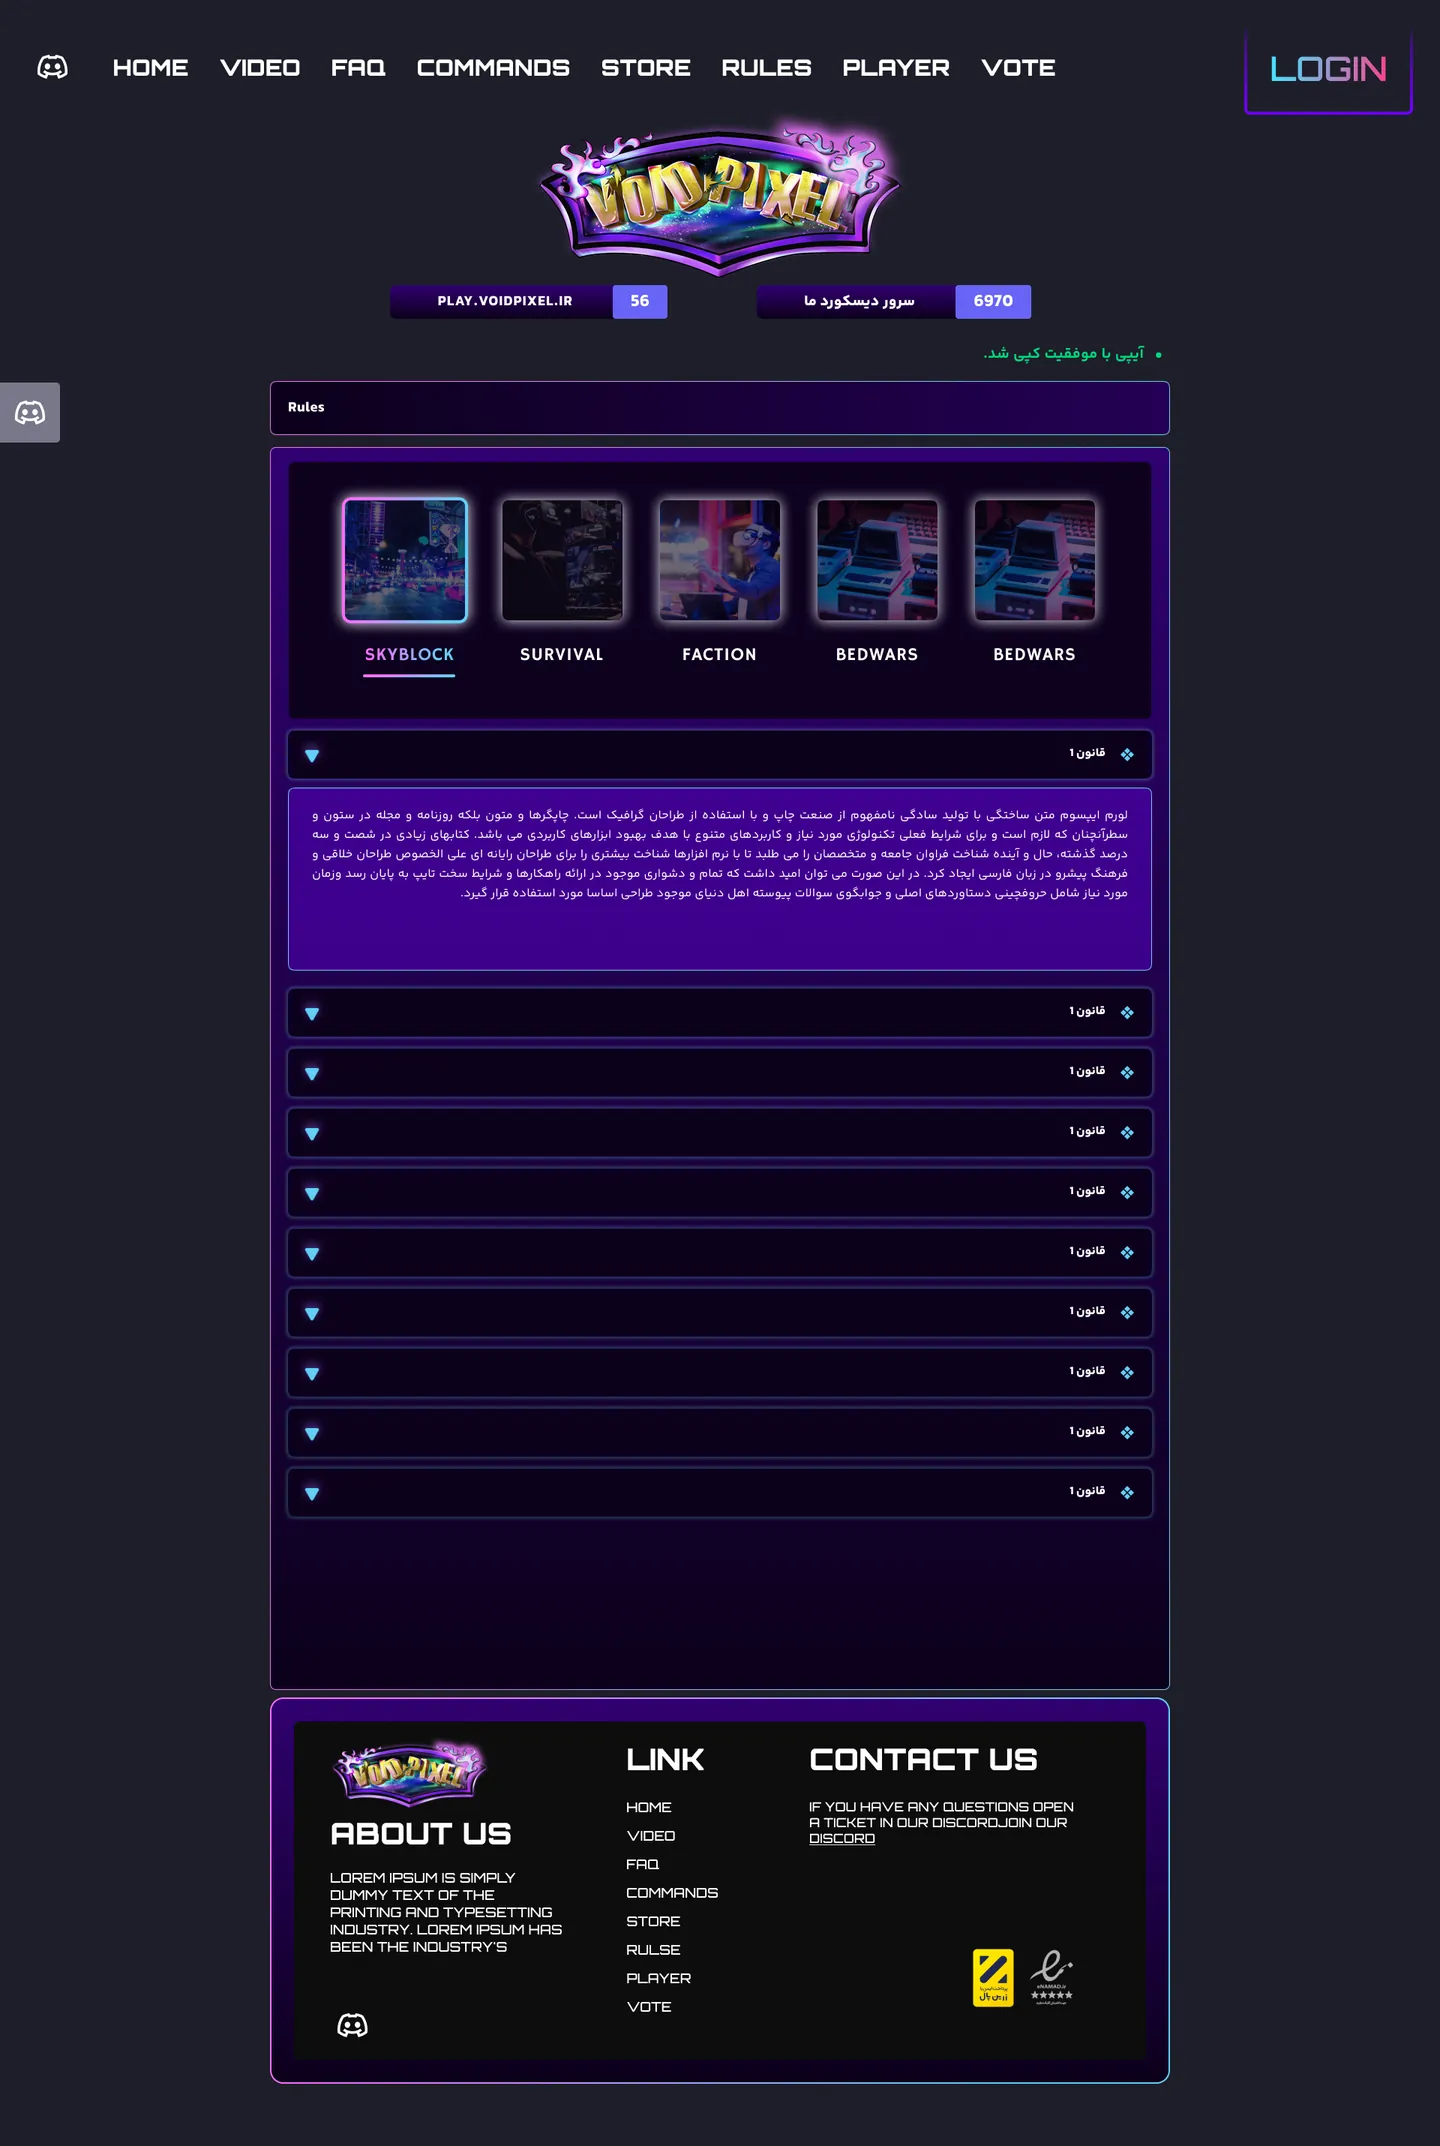 HOME VIDEO FAQ COMMANDS STORE RULES PLAYER VOTE
LOGIN
VOID PIXEL
PLAY.VOIDPIXEL.IR 56
سرور دیسکورد ما 6970
آیپی با موفقیت کپی شد.
Rules
SKYBLOCK SURVIVAL FACTION BEDWARS BEDWARS
قانون 1
لورم ایپسوم متن ساختگی با تولید سادگی نامفهوم از صنعت چاپ و با استفاده از طراحان گرافیک است. چاپگرها و متون بلکه روزنامه و مجله در ستون و
سطرآنچنان که لازم است و برای شرایط فعلی تکنولوژی مورد نیاز و کاربردهای متنوع با هدف بهبود ابزارهای کاربردی می باشد. کتابهای زیادی در شصت و سه
درصد گذشته، حال و آینده شناخت فراوان جامعه و متخصصان را می طلبد تا با نرم افزارها شناخت بیشتری را برای طراحان رایانه ای علی الخصوص طراحان خلاقی و
فرهنگ پیشرو در زبان فارسی ایجاد کرد. در این صورت می توان امید داشت که تمام و دشواری موجود در ارائه راهکارها و شرایط سخت تایپ به پایان رسد وزمان
مورد نیاز شامل حروفچینی دستاوردهای اصلی و جوابگوی سوالات پیوسته اهل دنیای موجود طراحی اساسا مورد استفاده قرار گیرد.
قانون 1
قانون 1
قانون 1
قانون 1
قانون 1
قانون 1
قانون 1
قانون 1
قانون 1
VOID PIXEL
ABOUT US
LOREM IPSUM IS SIMPLY
DUMMY TEXT OF THE
PRINTING AND TYPESETTING
INDUSTRY. LOREM IPSUM HAS
BEEN THE INDUSTRY'S
LINK
HOME
VIDEO
FAQ
COMMANDS
STORE
RULSE
PLAYER
VOTE
CONTACT US
IF YOU HAVE ANY QUESTIONS OPEN
A TICKET IN OUR DISCORDJOIN OUR
DISCORD
پرداخت ایمن با
زرین پال
eNAMAD.ir